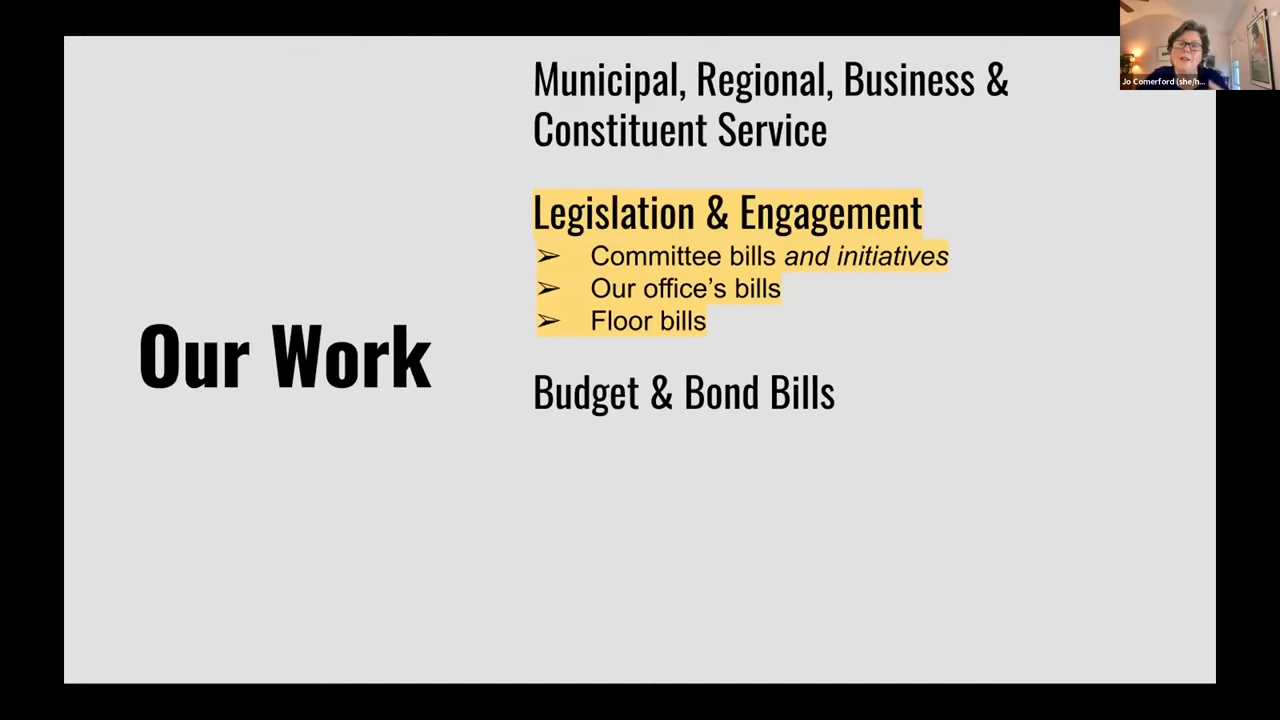 Municipal, Regional, Business &
Constituent Service
Legislation & Engagement
➢ Committee bills and initiatives
➢ Our office’s bills
➢ Floor bills
Our Work
Budget & Bond Bills
Jo Comerford (she/h...